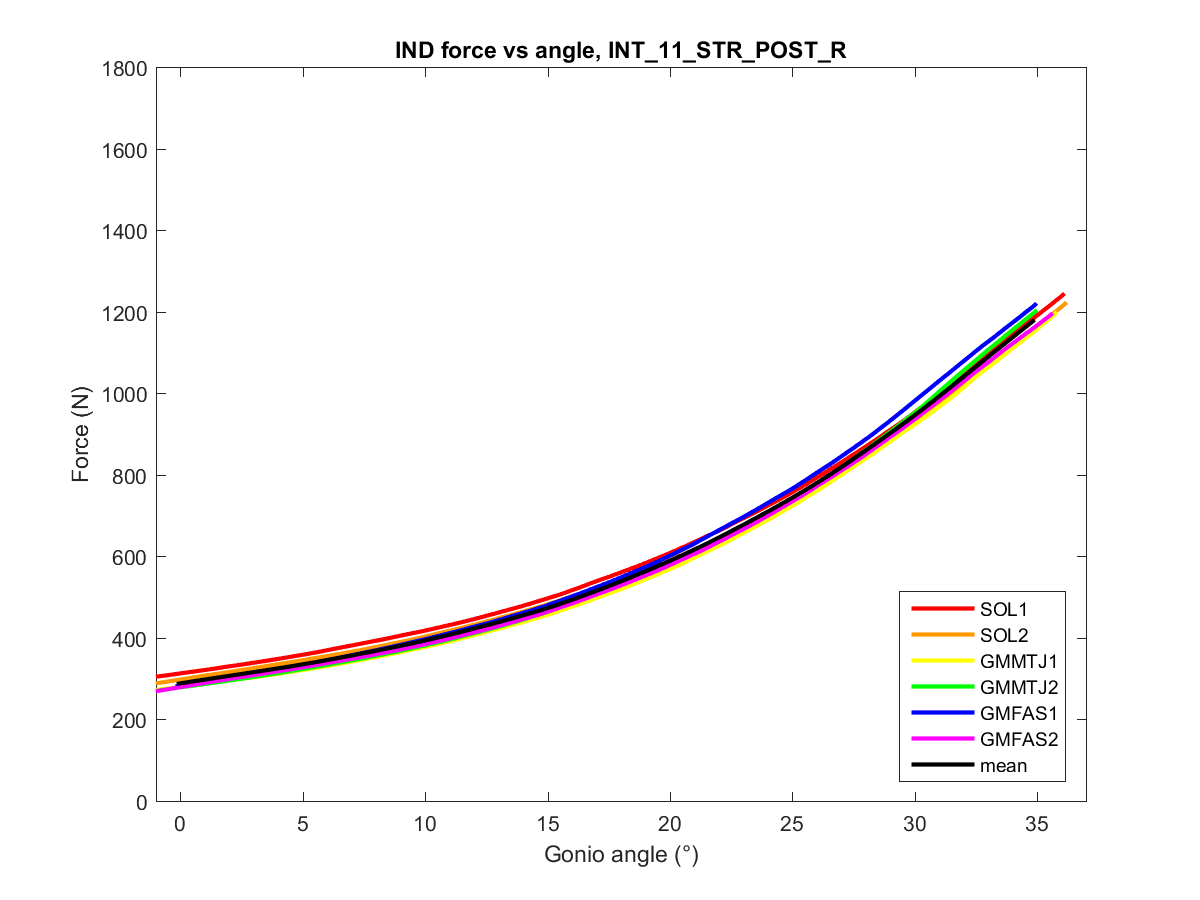 IND force vs angle, INT_11_STR_POST_R
1800
1600
1400
1200
1000
800
600
400
200
0
Force (N)
0 5 10 15 20 25 30 35
Gonio angle (°)
SOL1
SOL2
GMMTJ1
GMMTJ2
GMFAS1
GMFAS2
mean